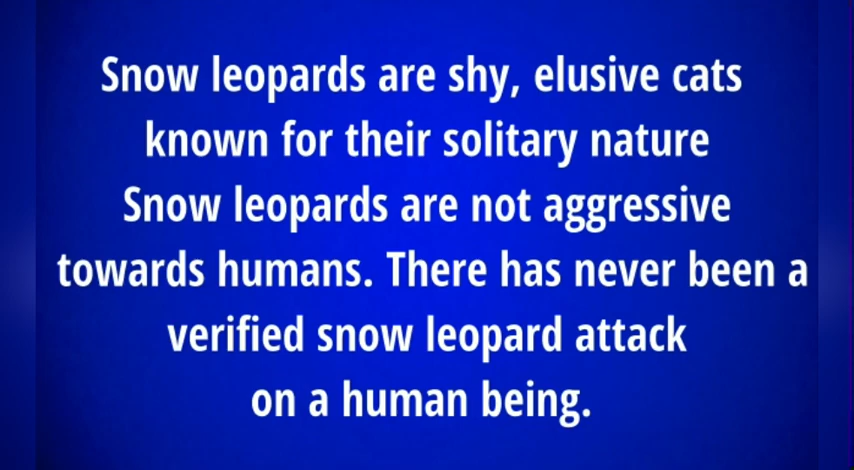 Snow leopards are shy, elusive cats
known for their solitary nature
Snow leopards are not aggressive
towards humans. There has never been a
verified snow leopard attack
on a human being.